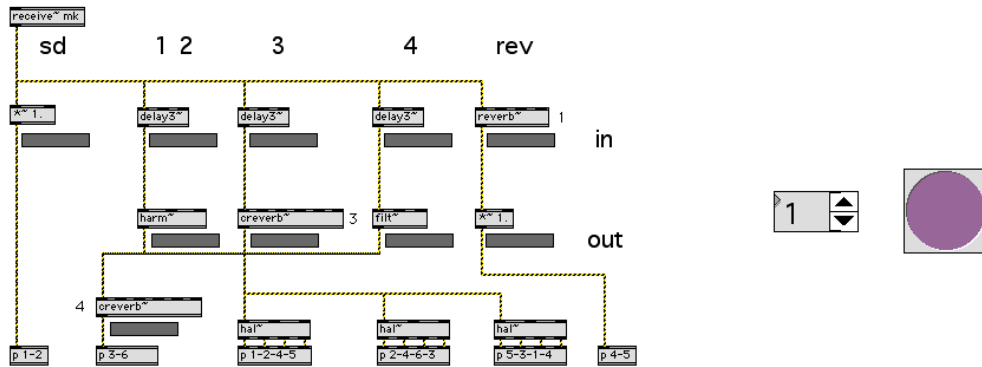 receive~ mk
sd 1 2 3 4 rev
*~ 1. delay3~ delay3~ delay3~ reverb~ 1
in
harm~ creverb~ 3 filt~ *~ 1.
1
out
4 creverb~
hal~ hal~ hal~
p 1-2 p 3-6 p 1-2-4-5 p 2-4-6-3 p 5-3-1-4 p 4-5